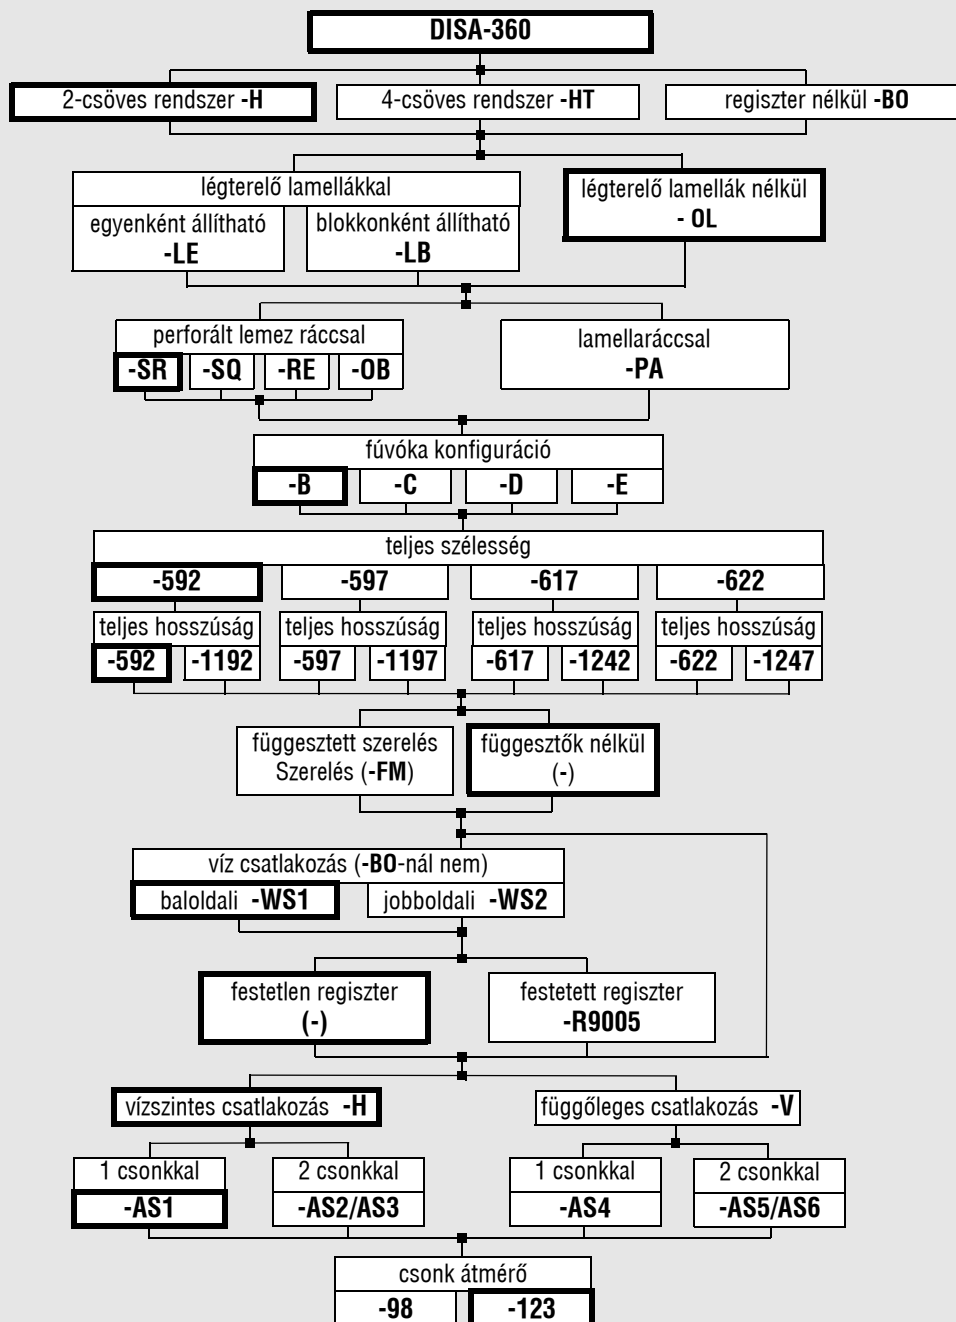 DISA-360
2-csöves rendszer -H
4-csöves rendszer -HT
regiszter nélkül -BO
légterelő lamellákkal
egyenként állítható
-LE
blokkonként állítható
-LB
légterelő lamellák nélkül
- OL
perforált lemez ráccsal
-SR
-SQ
-RE
-OB
lamellaráccsal
-PA
fúvóka konfiguráció
-B
-C
-D
-E
teljes szélesség
-592
-597
-617
-622
teljes hosszúság
teljes hosszúság
teljes hosszúság
teljes hosszúság
-592
-1192
-597
-1197
-617
-1242
-622
-1247
függesztett szerelés
Szerelés (-FM)
függesztők nélkül
(-)
víz csatlakozás (-BO-nál nem)
baloldali -WS1
jobboldali -WS2
festetlen regiszter
(-)
festetett regiszter
-R9005
vízszintes csatlakozás -H
függőleges csatlakozás -V
1 csonkkal
-AS1
2 csonkkal
-AS2/AS3
1 csonkkal
-AS4
2 csonkkal
-AS5/AS6
csonk átmérő
-98
-123